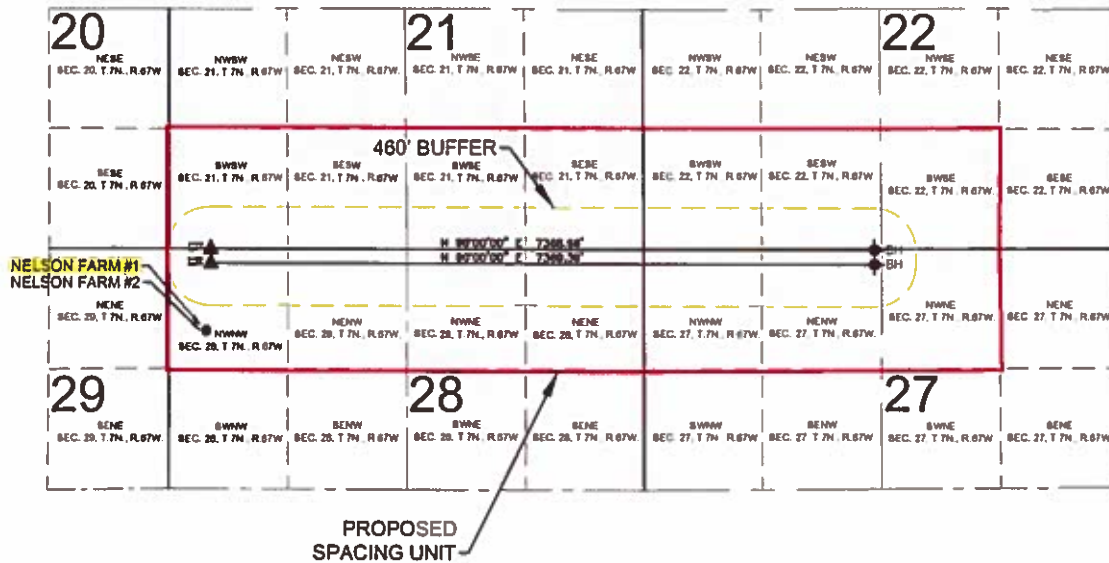 20
21
22
NESE
SEC. 20, T.7N., R.67W.
NWSW
SEC. 21, T.7N., R.67W.
NESW
SEC. 21, T.7N., R.67W.
NWSE
SEC. 21, T.7N., R.67W.
NESE
SEC. 21, T.7N., R.67W.
NWSW
SEC. 22, T.7N., R.67W.
NESW
SEC. 22, T.7N., R.67W.
NWSE
SEC. 22, T.7N., R.67W.
NESE
SEC. 22, T.7N., R.67W.
460' BUFFER
SESE
SEC. 20, T.7N., R.67W.
SWSW
SEC. 21, T.7N., R.67W.
SESW
SEC. 21, T.7N., R.67W.
SWSE
SEC. 21, T.7N., R.67W.
SESE
SEC. 21, T.7N., R.67W.
SWSW
SEC. 22, T.7N., R.67W.
SESW
SEC. 22, T.7N., R.67W.
SWSE
SEC. 22, T.7N., R.67W.
SESE
SEC. 22, T.7N., R.67W.
N 90°00'00" E
BH
N 90°00'00" E
BH
NELSON FARM #1
NELSON FARM #2
NENE
SEC. 29, T.7N., R.67W.
NWNW
SEC. 28, T.7N., R.67W.
NENW
SEC. 28, T.7N., R.67W.
NWNE
SEC. 28, T.7N., R.67W.
NENE
SEC. 28, T.7N., R.67W.
NWNW
SEC. 27, T.7N., R.67W.
NENW
SEC. 27, T.7N., R.67W.
NWNE
SEC. 27, T.7N., R.67W.
NENE
SEC. 27, T.7N., R.67W.
29
28
27
SENE
SEC. 29, T.7N., R.67W.
SWNW
SEC. 28, T.7N., R.67W.
SENW
SEC. 28, T.7N., R.67W.
SWNE
SEC. 28, T.7N., R.67W.
SENE
SEC. 28, T.7N., R.67W.
SWNW
SEC. 27, T.7N., R.67W.
SENW
SEC. 27, T.7N., R.67W.
SWNE
SEC. 27, T.7N., R.67W.
SENE
SEC. 27, T.7N., R.67W.
PROPOSED
SPACING UNIT